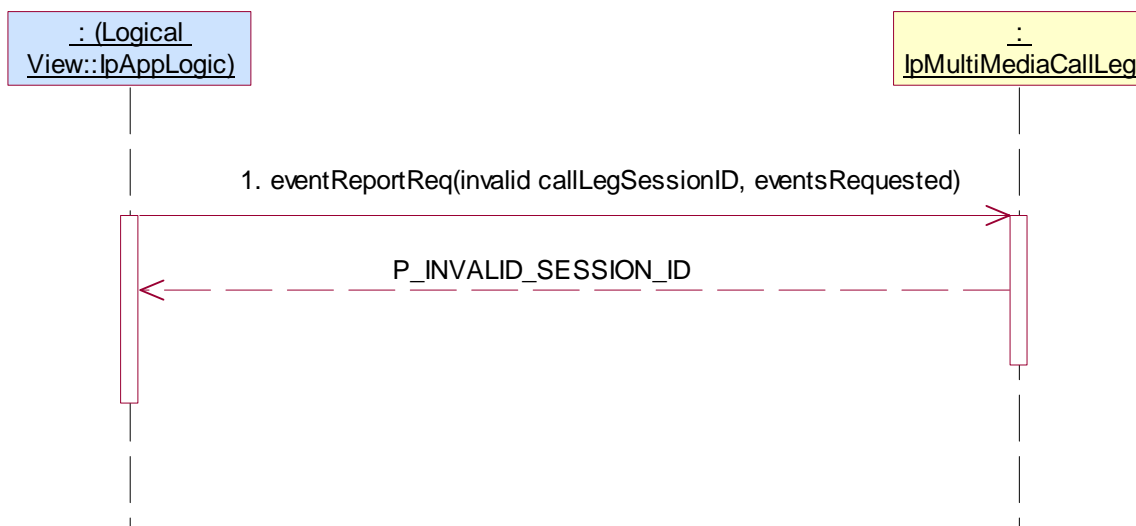 : (Logical
View::IpAppLogic)
:
IpMultiMediaCallLeg
1. eventReportReq(invalid callLegSessionID, eventsRequested)
P_INVALID_SESSION_ID